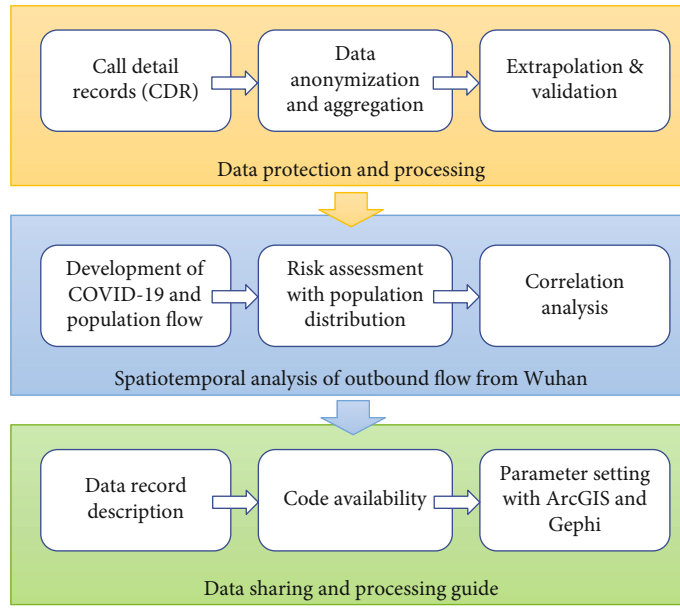 Call detail
records (CDR)
Data
anonymization
and aggregation
Extrapolation &
validation
Data protection and processing
Development of
COVID-19 and
population flow
Risk assessment
with population
distribution
Correlation
analysis
Spatiotemporal analysis of outbound flow from Wuhan
Data record
description
Code availability
Parameter setting
with ArcGIS and
Gephi
Data sharing and processing guide